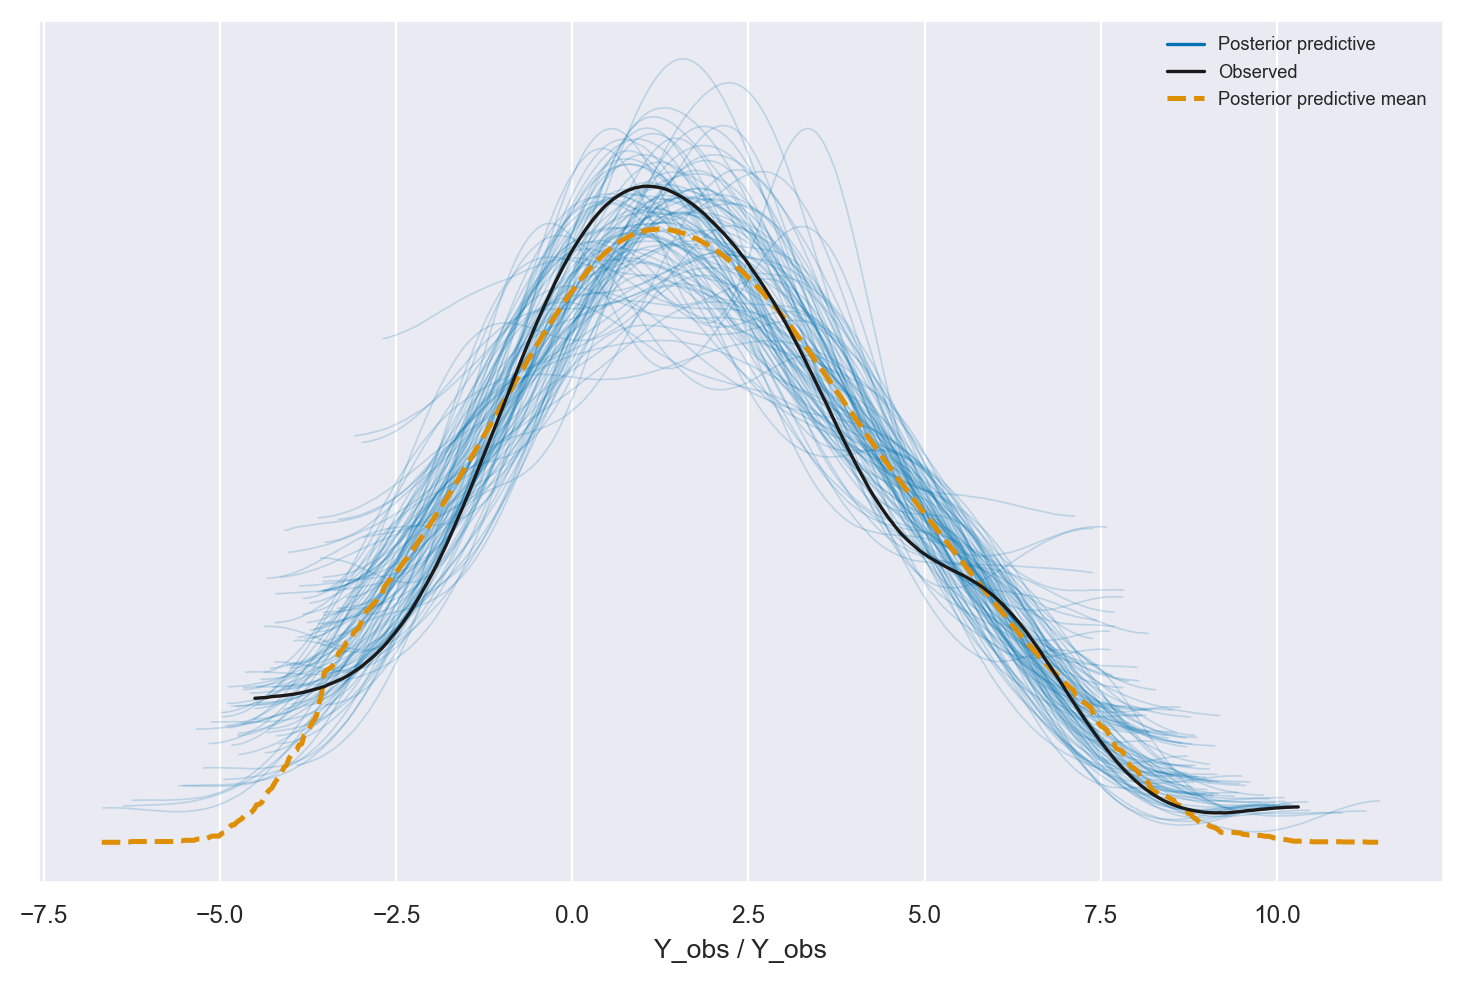 Posterior predictive
Observed
Posterior predictive mean
−7.5 −5.0 −2.5 0.0 2.5 5.0 7.5 10.0
Y_obs / Y_obs